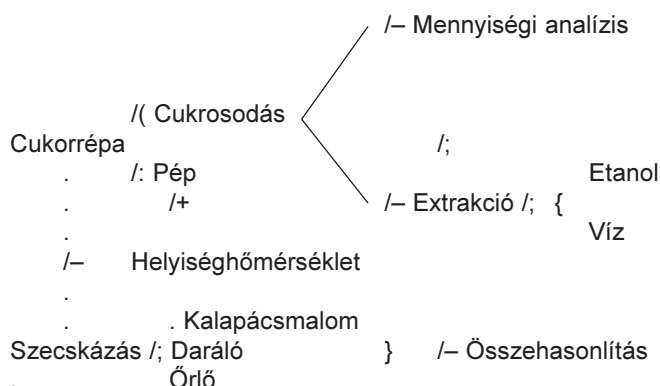 /– Mennyiségi analízis
/( Cukrosodás
Cukorrépa /;
. /: Pép Etanol
. /+ /– Extrakció /; {
. Víz
/– Helyiséghőmérséklet
.
. . Kalapácsmalom
Szecskázás /; Daráló } /– Összehasonlítás
. Őrlő